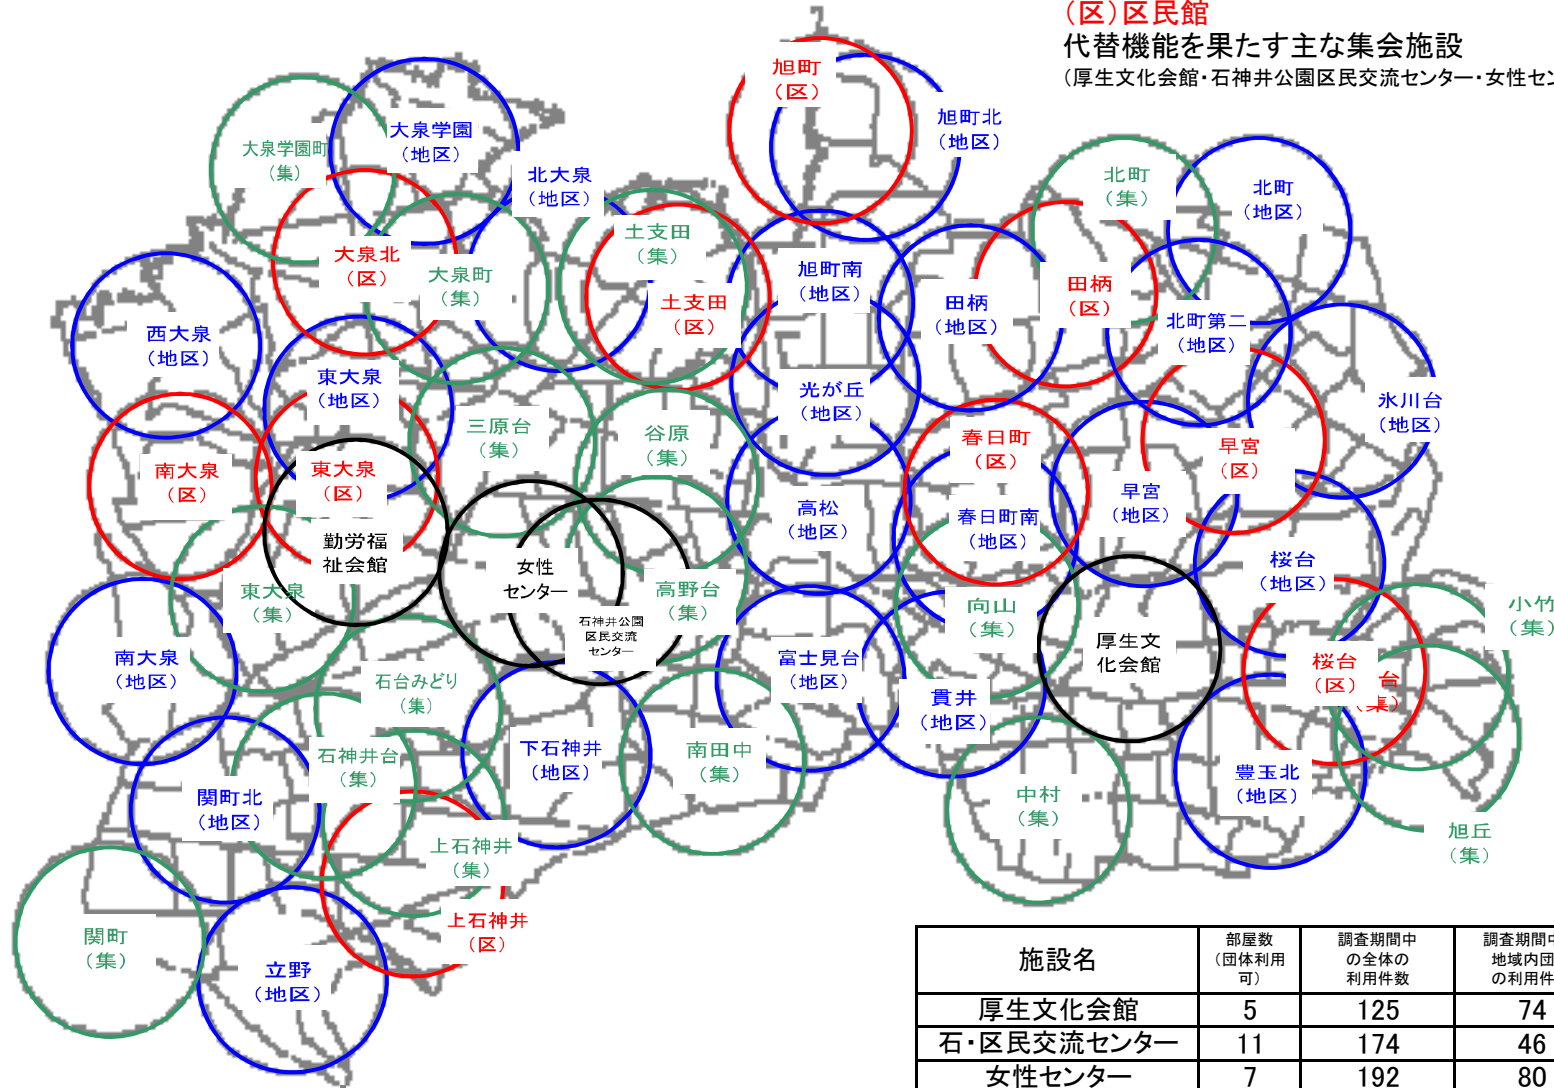 （区）区民館
代替機能を果たす主な集会施設
（厚生文化会館・石神井公園区民交流センター・女性セン
旭町
（区）
旭町北
（地区）
大泉学園
（地区）
大泉学園町
（集）
北大泉
（地区）
北町
（集）
北町
（地区）
土支田
（集）
大泉北
（区）
大泉町
（集）
旭町南
（地区）
田柄
（地区）
田柄
（区）
土支田
（区）
北町第二
（地区）
西大泉
（地区）
東大泉
（地区）
光が丘
（地区）
氷川台
（地区）
三原台
（集）
谷原
（集）
春日町
（区）
早宮
（区）
南大泉
（区）
東大泉
（区）
高松
（地区）
春日町南
（地区）
早宮
（地区）
勤労福
祉会館
女性
センター
桜台
（地区）
東大泉
（集）
高野台
（集）
石神井公園
区民交流
センター
向山
（集）
小竹
（集）
厚生文
化会館
南大泉
（地区）
富士見台
（地区）
桜台
（区）
台
（集）
石台みどり
（集）
貫井
（地区）
石神井台
（集）
下石神井
（地区）
南田中
（集）
関町北
（地区）
中村
（集）
豊玉北
（地区）
旭丘
（集）
上石神井
（集）
上石神井
（区）
関町
（集）
立野
（地区）
施設名 部屋数（団体利用可） 調査期間中の全体の利用件数 調査期間中 地域内団 の利用件
厚生文化会館 5 125 74
石・区民交流センター 11 174 46
女性センター 7 192 80